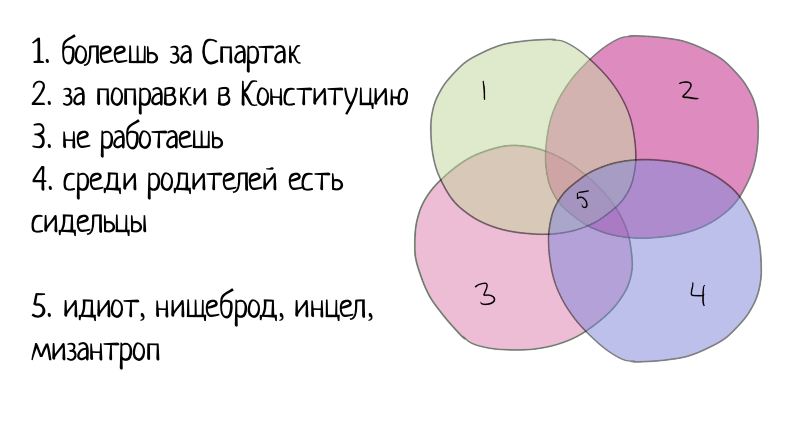 1. болеешь за Спартак
2. за поправки в Конституцию
3. не работаешь
4. среди родителей есть
сидельцы
5. идиот, нищеброд, инцел,
мизантроп
1
2
5
3
4